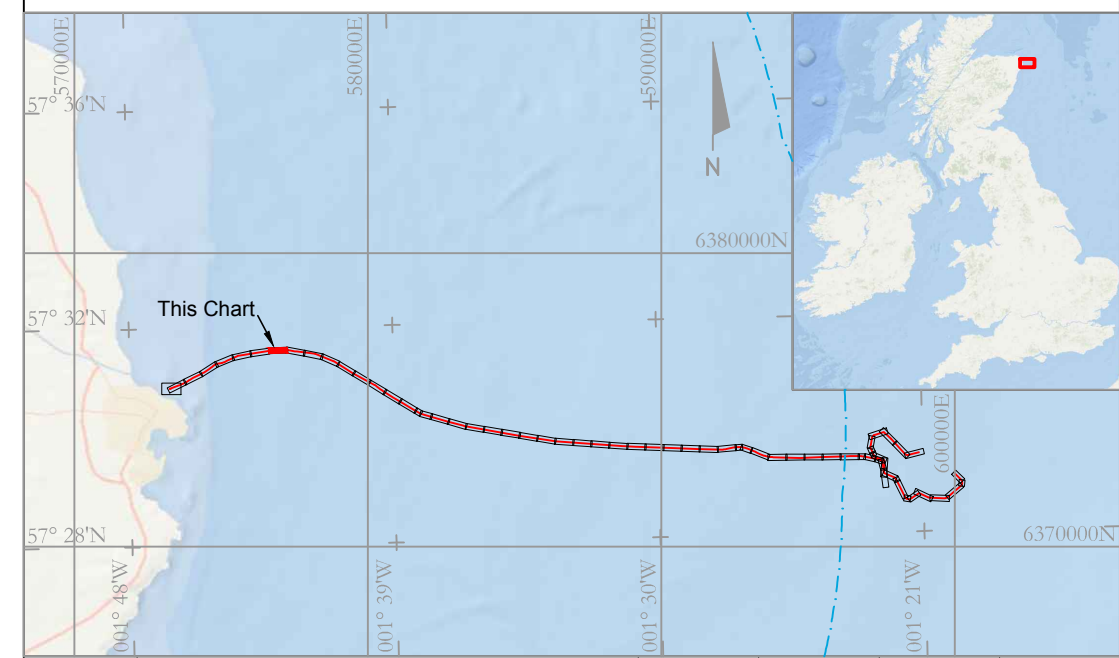 570000E
580000E
590000E
57° 36'N
N
6380000N
This Chart
57° 32'N
600000E
57° 28'N
6370000N
001° 48'W
001° 39'W
001° 30'W
001° 21'W